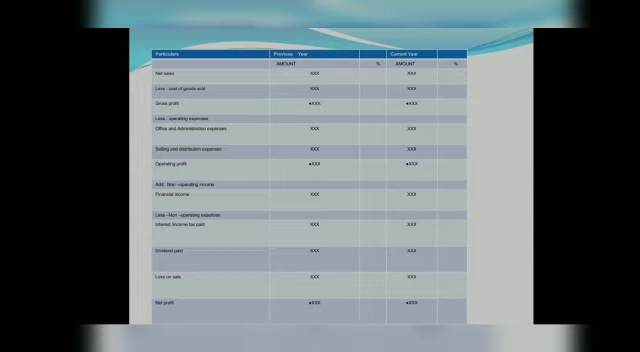 Particulars Previous Year Current Year
AMOUNT % AMOUNT %
Net sales XXX XXX
Less : cost of goods sold XXX XXX
Gross profit •XXX •XXX
Less : operating expenses
Office and Administration expenses XXX XXX
Selling and distribution expenses XXX XXX
Operating profit •XXX •XXX
Add : Non –operating income
Financial income XXX XXX
Less –Non –operating expenses
Interest /income tax paid XXX XXX
Dividend paid XXX XXX
Loss on sale XXX XXX
Net profit •XXX •XXX